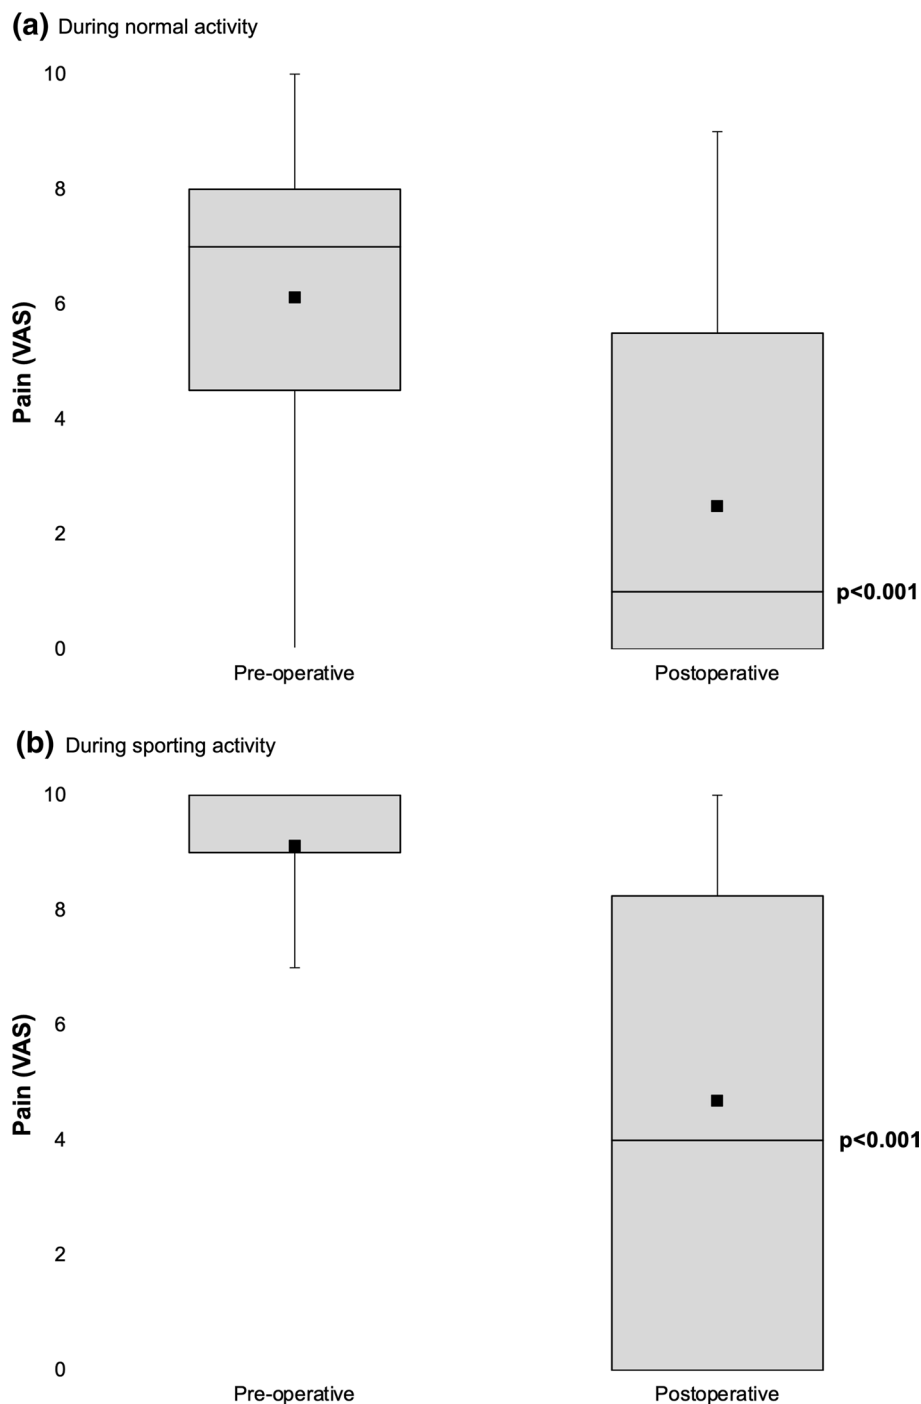 (a) During normal activity
10
8
6
4
2
0
Pain (VAS)
p<0.001
Pre-operative
Postoperative
(b) During sporting activity
10
8
6
4
2
0
Pain (VAS)
p<0.001
Pre-operative
Postoperative